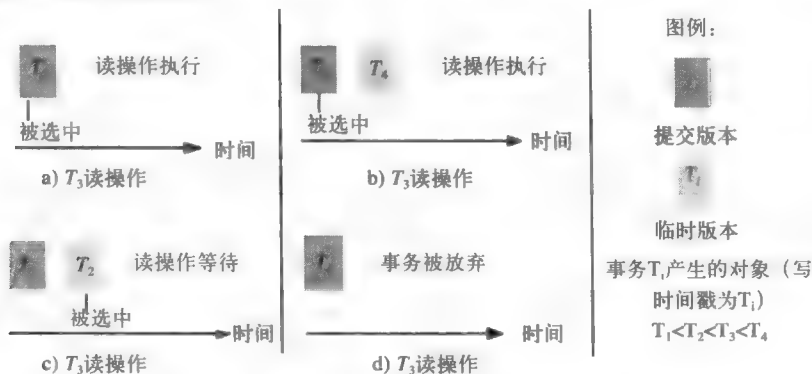 读操作执行
被选中
时间
a) T₃读操作
T₄
读操作执行
被选中
时间
b) T₃读操作
T₂
读操作等待
被选中
时间
c) T₃读操作
事务被放弃
时间
d) T₃读操作
图例:
提交版本
Tᵢ
临时版本
事务Tᵢ产生的对象(写
时间戳为Tᵢ)
T₁<T₂<T₃<T₄